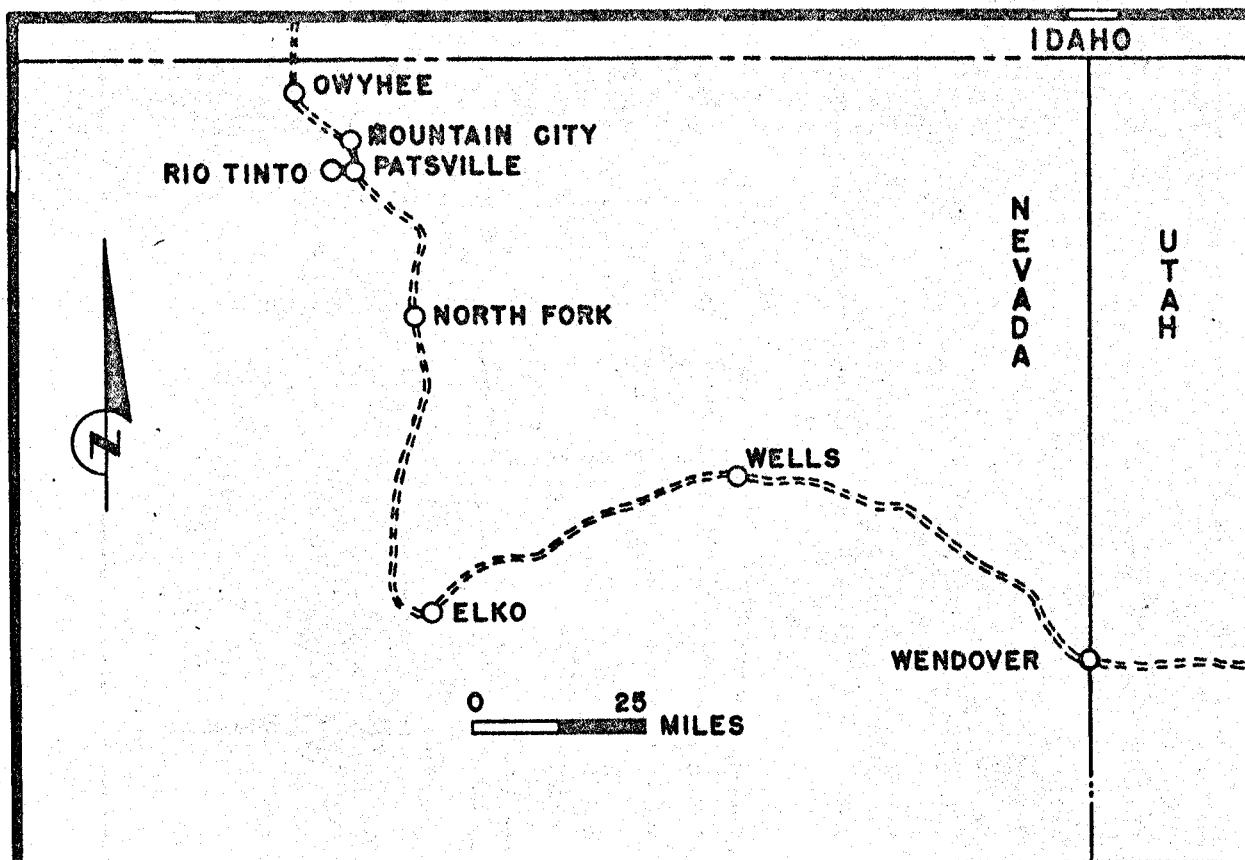 IDAHO
OWYHEE
MOUNTAIN CITY
RIO TINTO
PATSVILLE
NEVADA
UTAH
NORTH FORK
N
WELLS
ELKO
WENDOVER
0 25
MILES